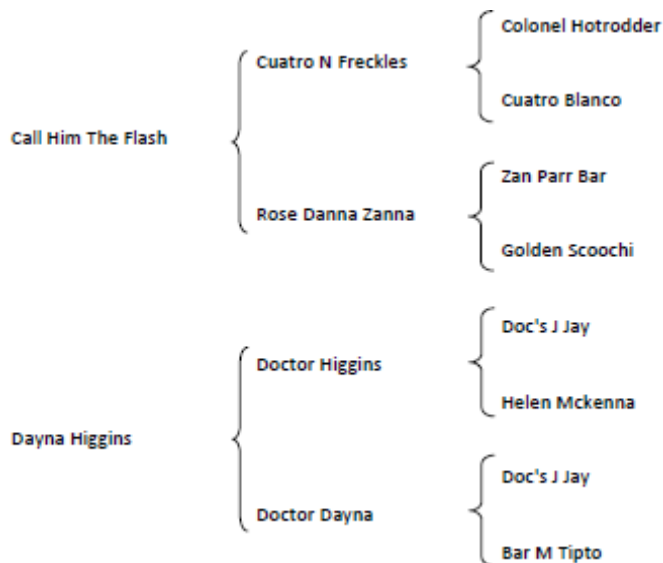 Colonel Hotrodder
Cuatro N Freckles
Cuatro Blanco
Call Him The Flash
Zan Parr Bar
Rose Danna Zanna
Golden Scoochi
Doc's J Jay
Doctor Higgins
Helen Mckenna
Dayna Higgins
Doc's J Jay
Doctor Dayna
Bar M Tipto